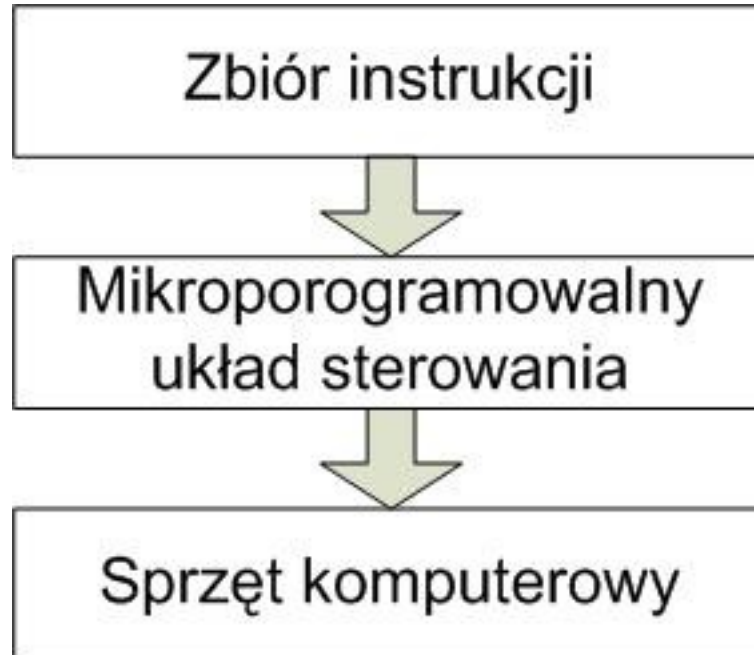 Zbiór instrukcji
Mikroporogramowalny
układ sterowania
Sprzęt komputerowy